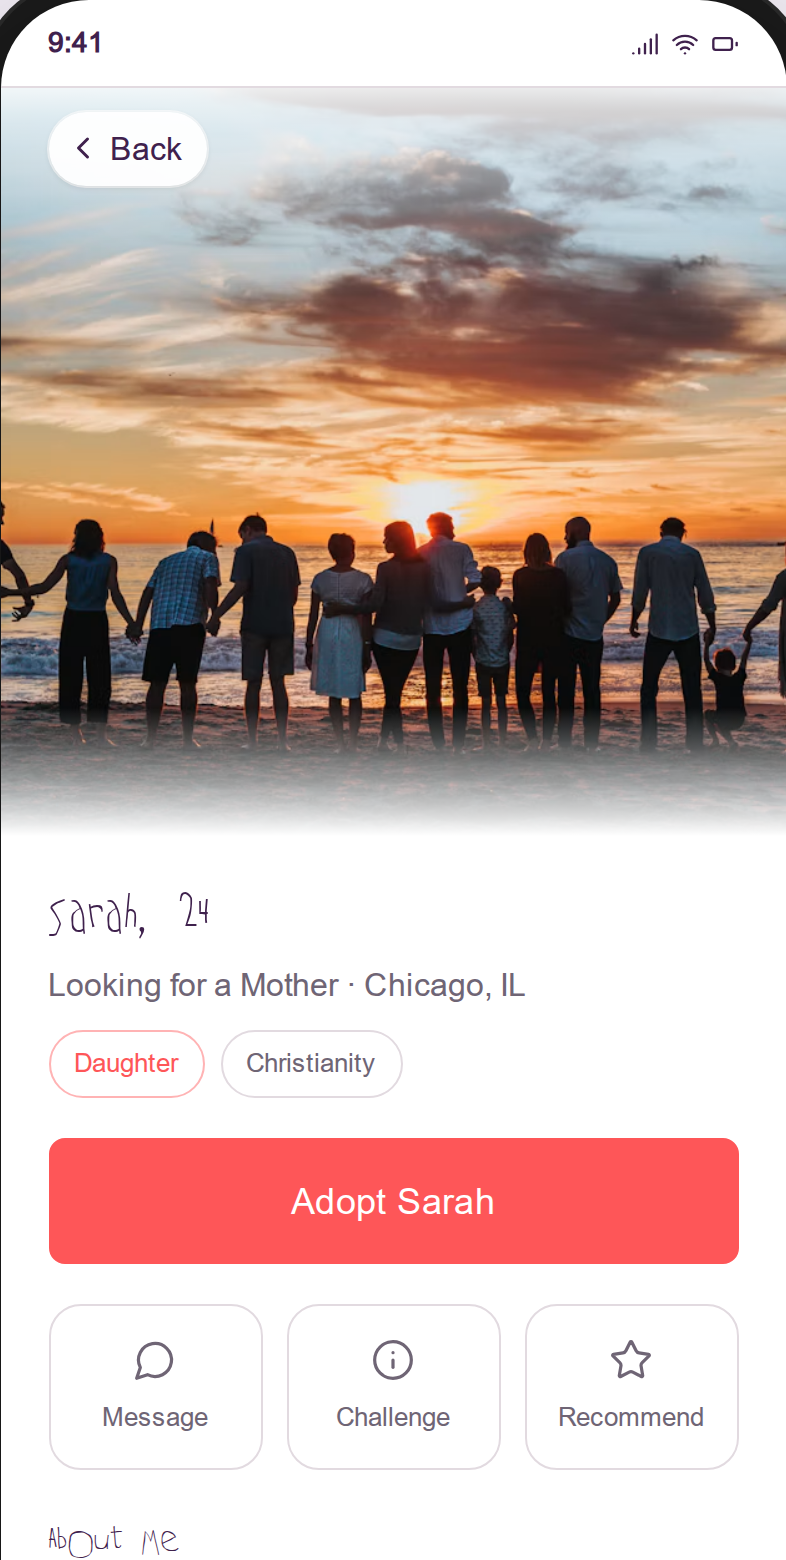 9:41
Back
Sarah, 24
Looking for a Mother · Chicago, IL
Daughter Christianity
Adopt Sarah
Message Challenge Recommend
About Me